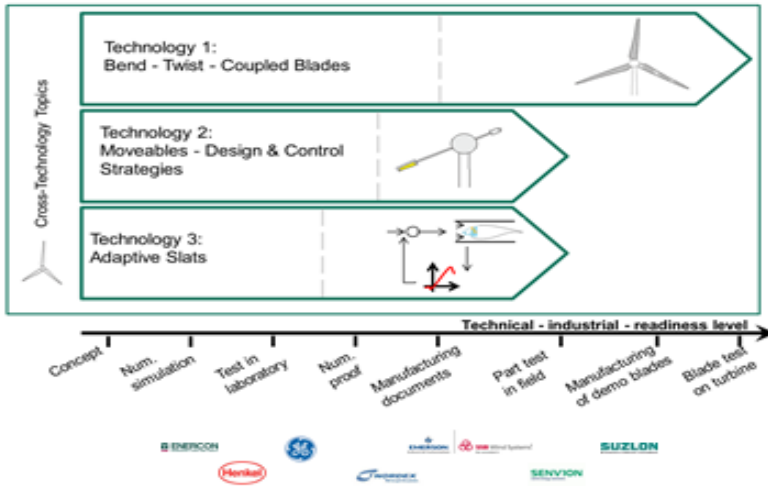 Cross-Technology Topics
Technology 1:
Bend - Twist - Coupled Blades
Technology 2:
Moveables - Design & Control
Strategies
Technology 3:
Adaptive Slats
Technical - industrial - readiness level
Concept
Num.
simulation
Test in
laboratory
Num.
proof
Manufacturing
documents
Part test
in field
Manufacturing
of demo blades
Blade test
on turbine
ENERCON
Henkel
EMERSON
NORDEX
SENVION
SUZLON